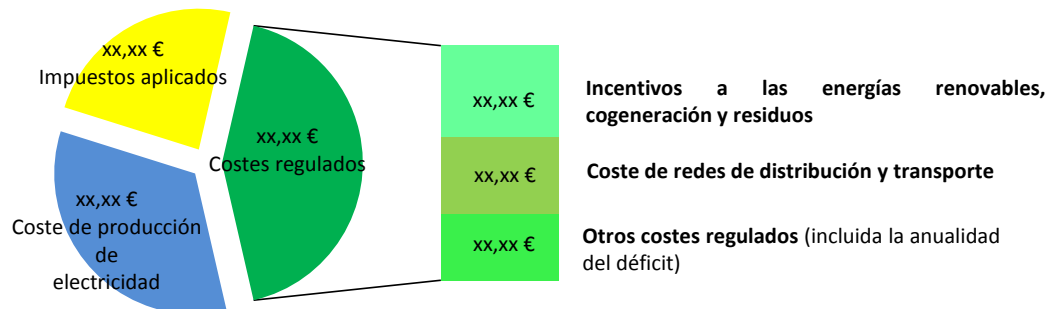 xx,xx €
Impuestos aplicados
xx,xx €
Costes regulados
xx,xx €
Coste de producción
de
electricidad
xx,xx €
Incentivos a las energías renovables,
cogeneración y residuos
xx,xx €
Coste de redes de distribución y transporte
xx,xx €
Otros costes regulados (incluida la anualidad
del déficit)